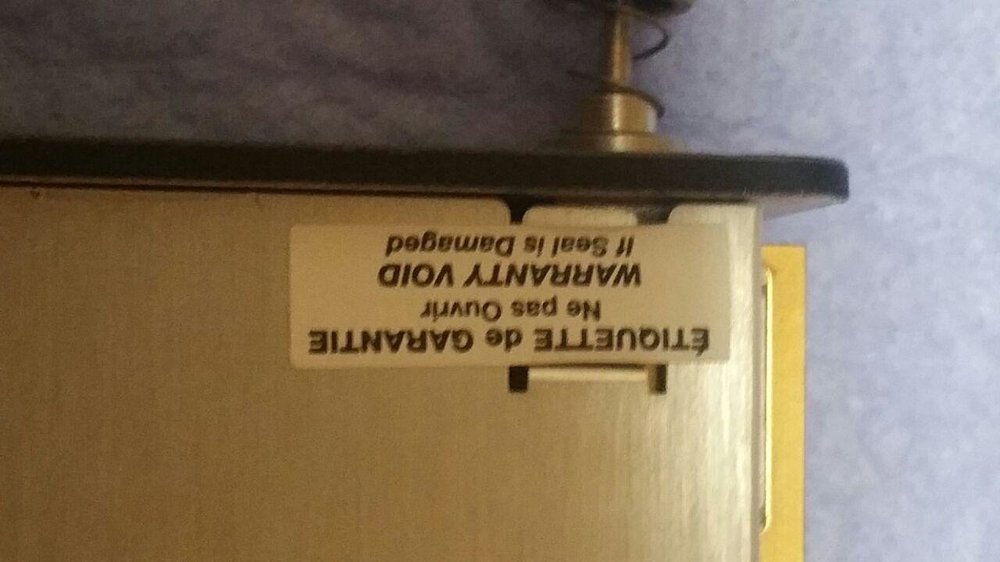 ÉTIQUETTE de GARANTIE
Ne pas Ouvrir
WARRANTY VOID
If Seal is Damaged